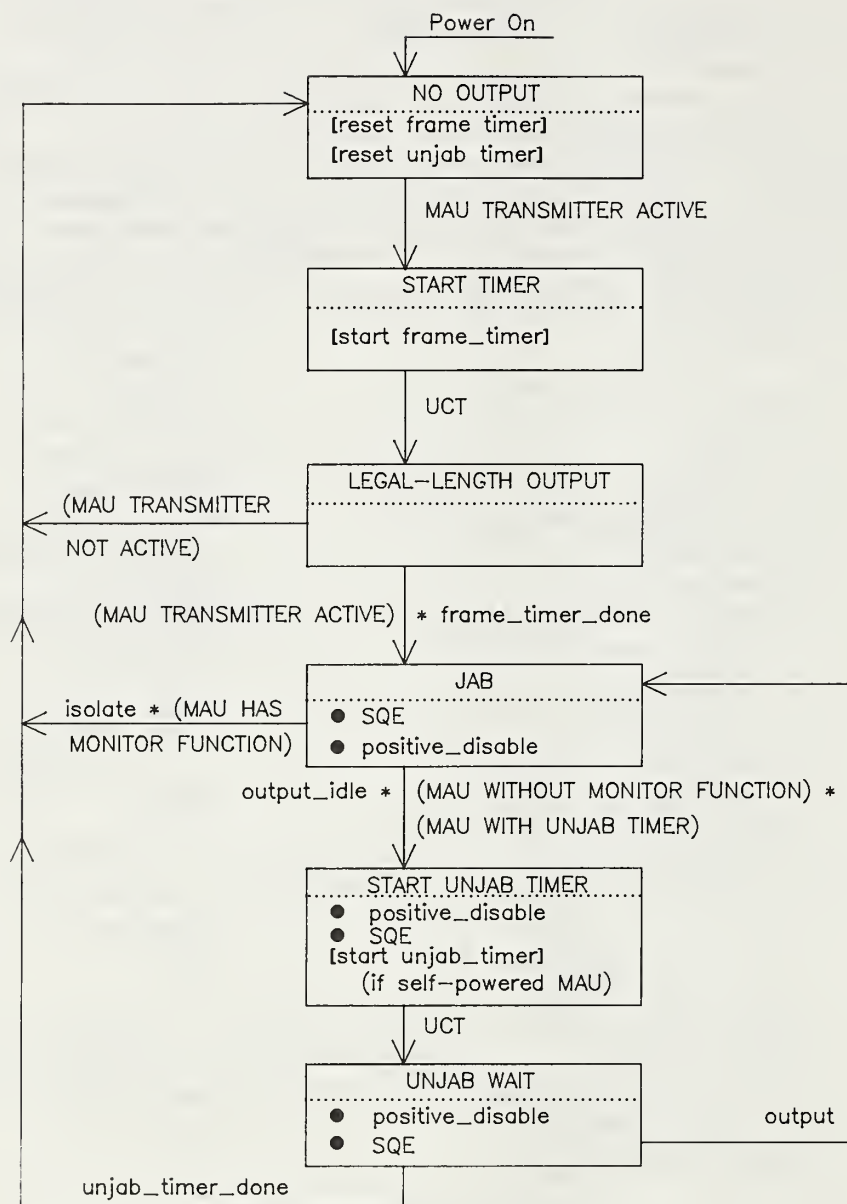 Power On
NO OUTPUT
[reset frame timer]
[reset unjab timer]
MAU TRANSMITTER ACTIVE
START TIMER
[start frame_timer]
UCT
LEGAL-LENGTH OUTPUT
(MAU TRANSMITTER
NOT ACTIVE)
(MAU TRANSMITTER ACTIVE) * frame_timer_done
JAB
● SQE
● positive_disable
isolate * (MAU HAS
MONITOR FUNCTION)
output_idle * (MAU WITHOUT MONITOR FUNCTION) *
(MAU WITH UNJAB TIMER)
START UNJAB TIMER
● positive_disable
● SQE
[start unjab_timer]
(if self-powered MAU)
UCT
UNJAB WAIT
● positive_disable
● SQE
output
unjab_timer_done